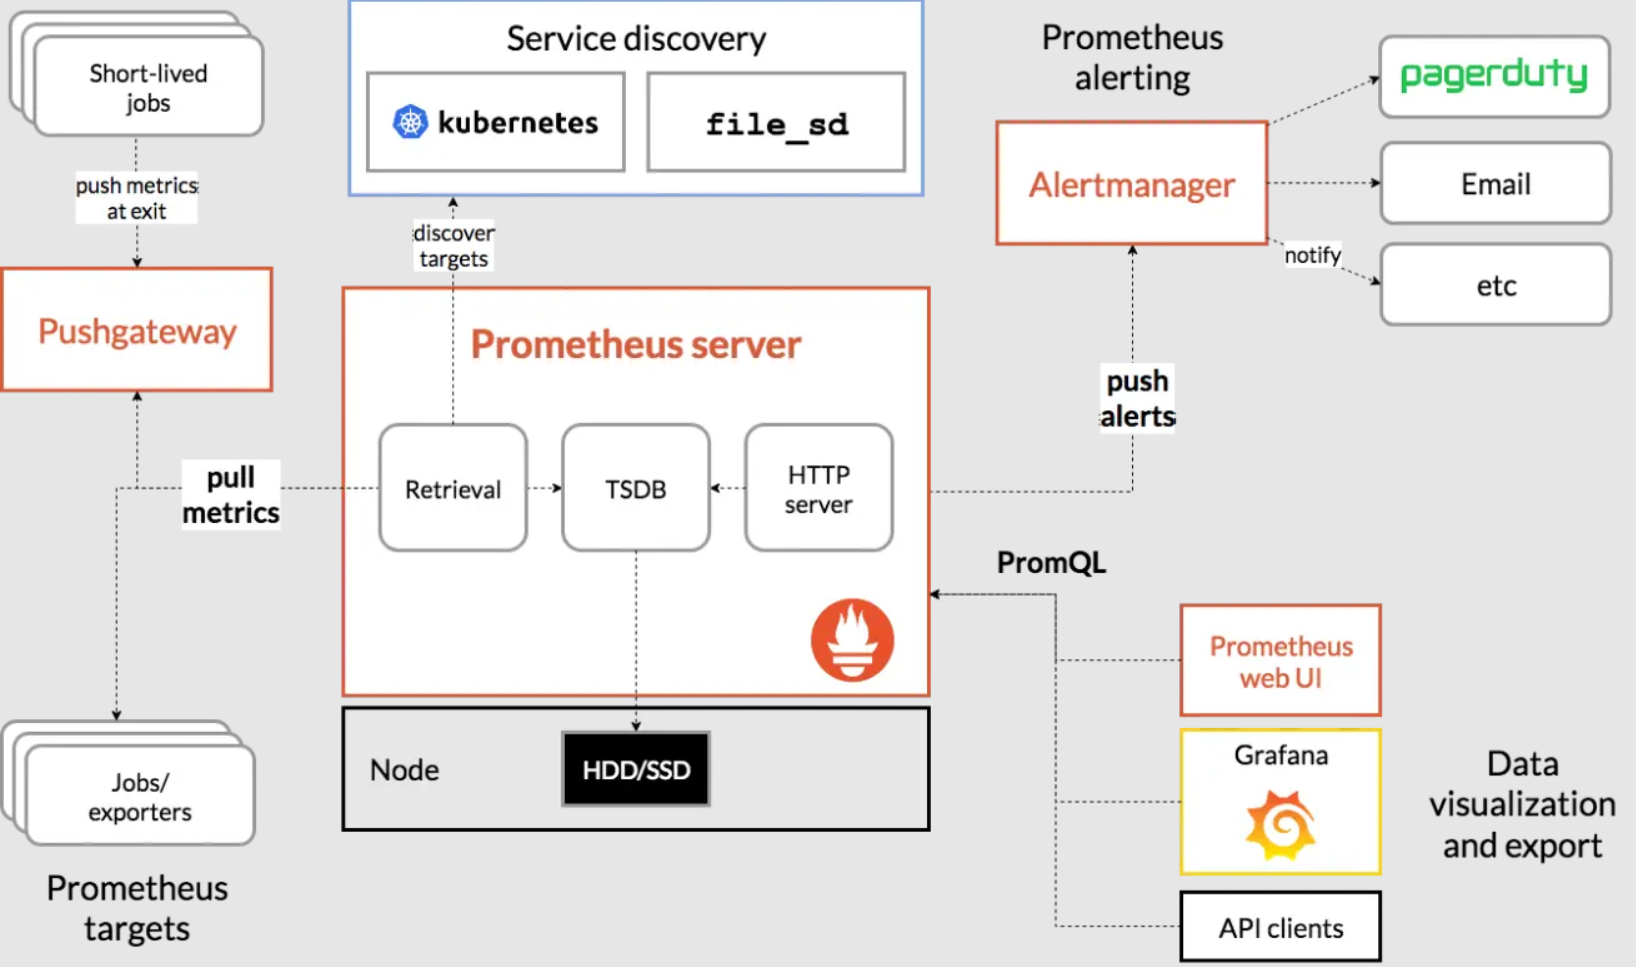 Short-lived
jobs
push metrics
at exit
Pushgateway
Service discovery
kubernetes
file_sd
discover
targets
Prometheus
alerting
Alertmanager
pagerduty
Email
notify
etc
Prometheus server
Retrieval
TSDB
HTTP
server
pull
metrics
push
alerts
PromQL
Node
HDD/SSD
Jobs/
exporters
Prometheus
targets
Prometheus
web UI
Grafana
API clients
Data
visualization
and export